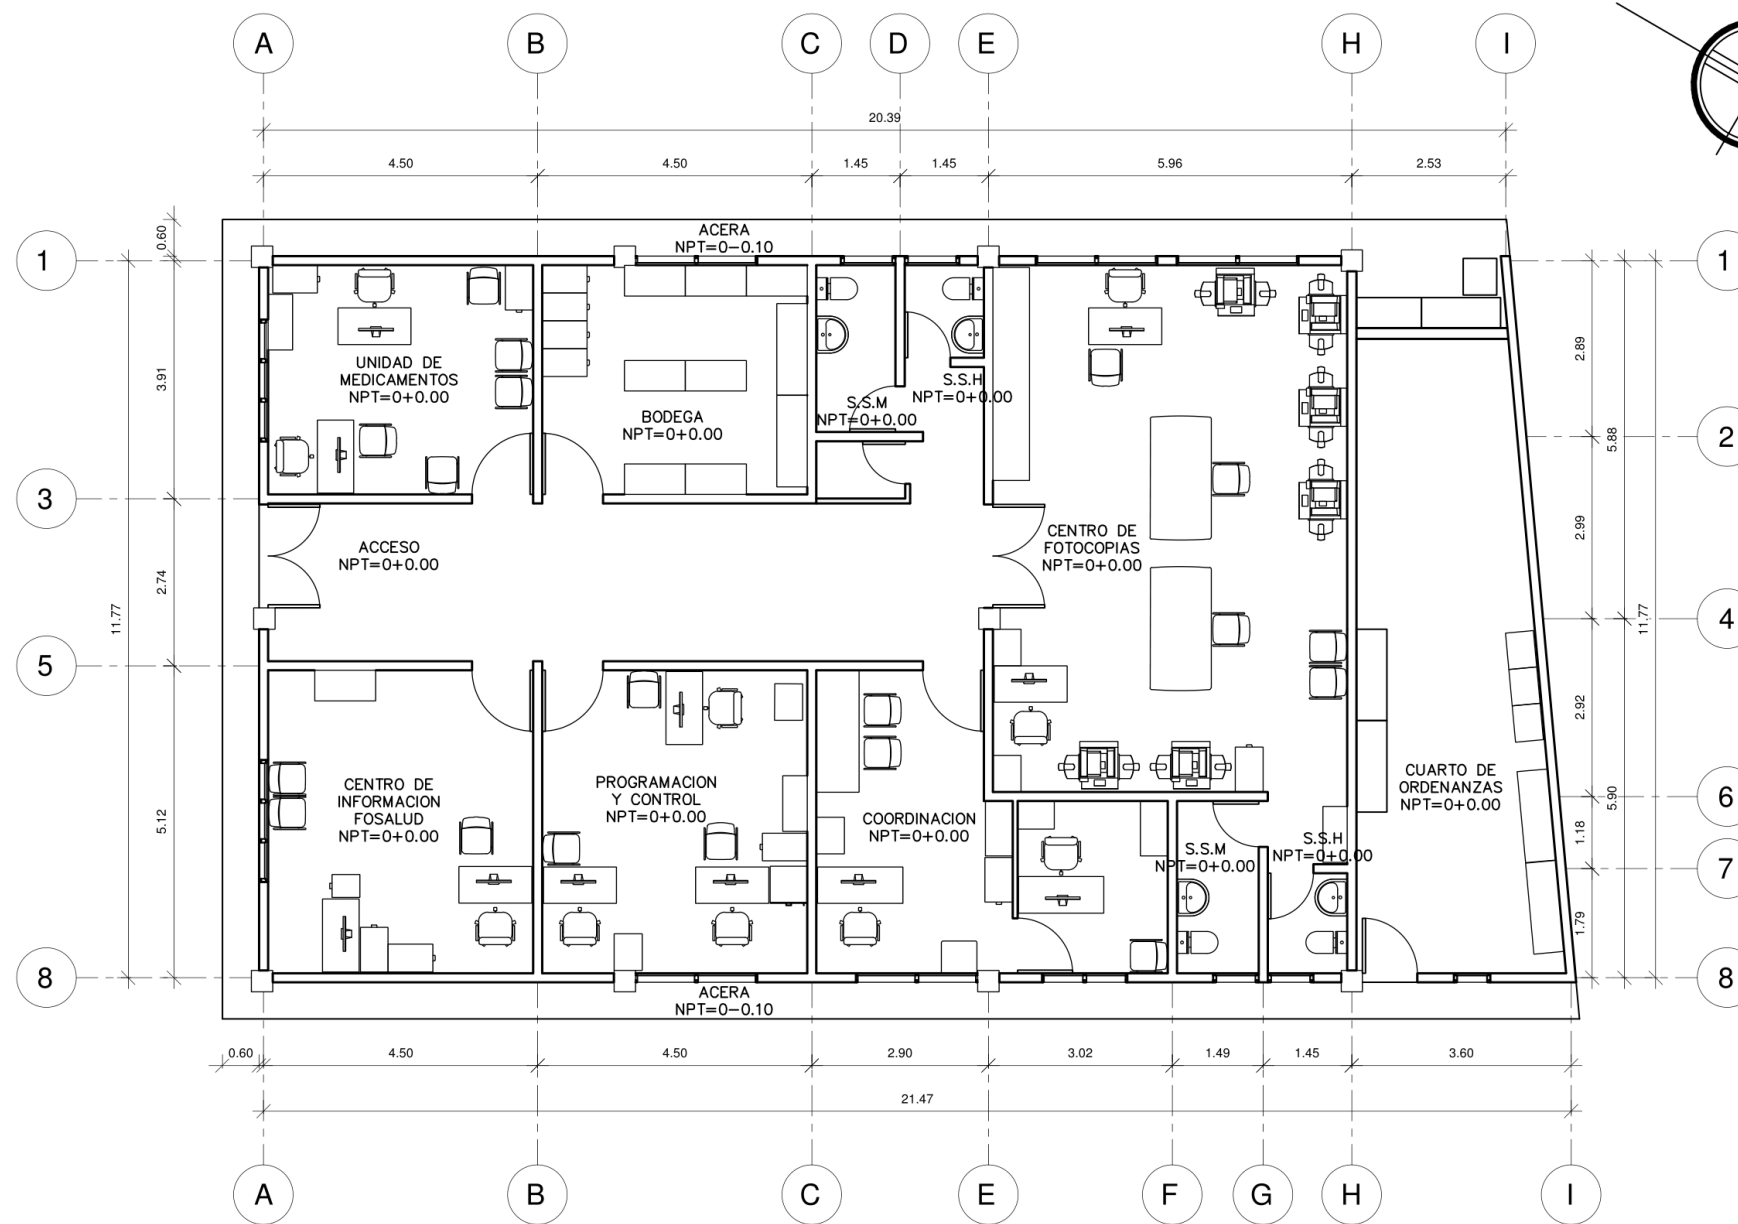 A B C D E H I
20.39
4.50 4.50 1.45 1.45 5.96 2.53
0.60
ACERA
NPT=0-0.10
1 1
3.91
UNIDAD DE
MEDICAMENTOS
NPT=0+0.00
BODEGA
NPT=0+0.00
S.S.M
NPT=0+0.00
S.S.H
NPT=0+0.00
2.89
5.88
2
3
ACCESO
NPT=0+0.00
CENTRO DE
FOTOCOPIAS
NPT=0+0.00
2.99
2.74
11.77
11.77
4
5
2.92
CENTRO DE
INFORMACION
FOSALUD
NPT=0+0.00
PROGRAMACION
Y CONTROL
NPT=0+0.00
COORDINACION
NPT=0+0.00
CUARTO DE
ORDENANZAS
NPT=0+0.00
5.12
5.90
6
1.18
S.S.M
NPT=0+0.00
S.S.H
NPT=0+0.00
7
1.79
8 8
ACERA
NPT=0-0.10
0.60 4.50 4.50 2.90 3.02 1.49 1.45 3.60
21.47
A B C E F G H I